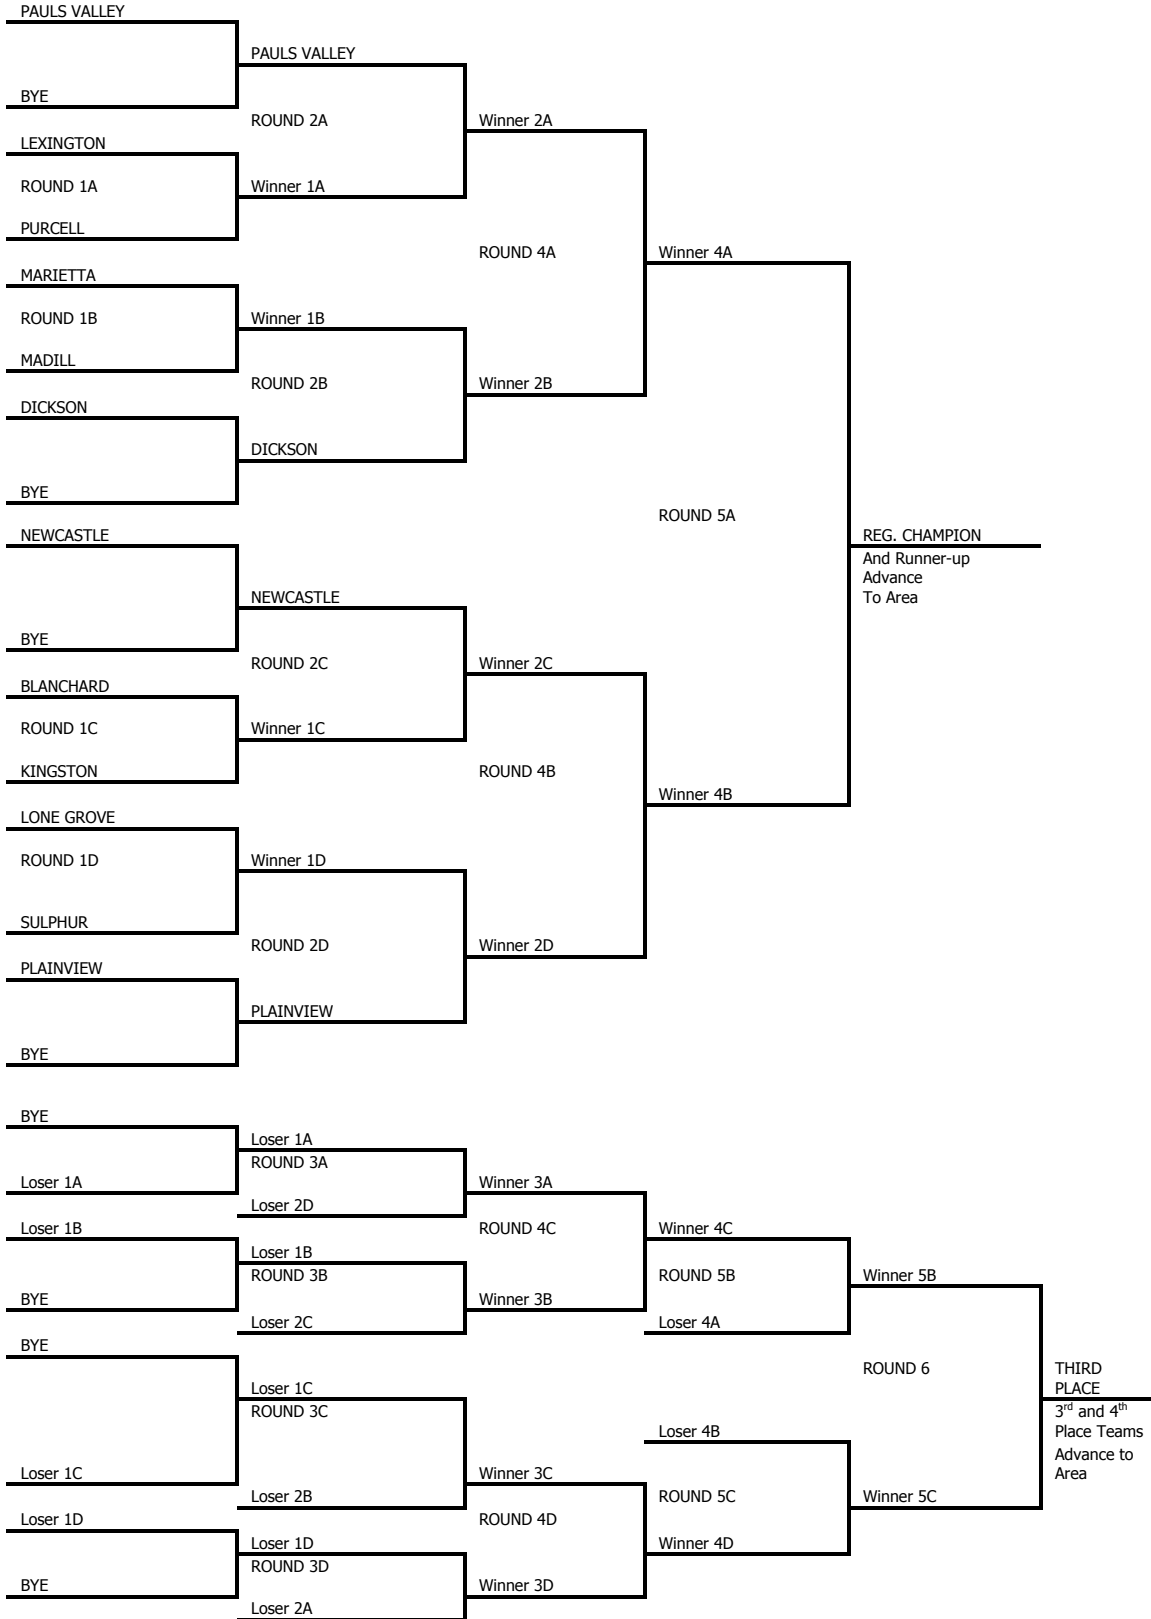 PAULS VALLEY
PAULS VALLEY
BYE
ROUND 2A
Winner 2A
LEXINGTON
ROUND 1A
Winner 1A
PURCELL
ROUND 4A
Winner 4A
MARIETTA
ROUND 1B
Winner 1B
MADILL
ROUND 2B
Winner 2B
DICKSON
DICKSON
BYE
ROUND 5A
NEWCASTLE
REG. CHAMPION
And Runner-up
Advance
To Area
NEWCASTLE
BYE
ROUND 2C
Winner 2C
BLANCHARD
ROUND 1C
Winner 1C
KINGSTON
ROUND 4B
Winner 4B
LONE GROVE
ROUND 1D
Winner 1D
SULPHUR
ROUND 2D
Winner 2D
PLAINVIEW
PLAINVIEW
BYE
BYE
Loser 1A
ROUND 3A
Loser 1A
Winner 3A
Loser 2D
Loser 1B
ROUND 4C
Winner 4C
Loser 1B
ROUND 3B
ROUND 5B
Winner 5B
BYE
Winner 3B
Loser 2C
Loser 4A
BYE
ROUND 6
THIRD
PLACE
3rd and 4th
Place Teams
Advance to
Area
Loser 1C
ROUND 3C
Loser 4B
Loser 1C
Winner 3C
Loser 2B
ROUND 5C
Winner 5C
Loser 1D
ROUND 4D
Loser 1D
Winner 4D
ROUND 3D
BYE
Winner 3D
Loser 2A